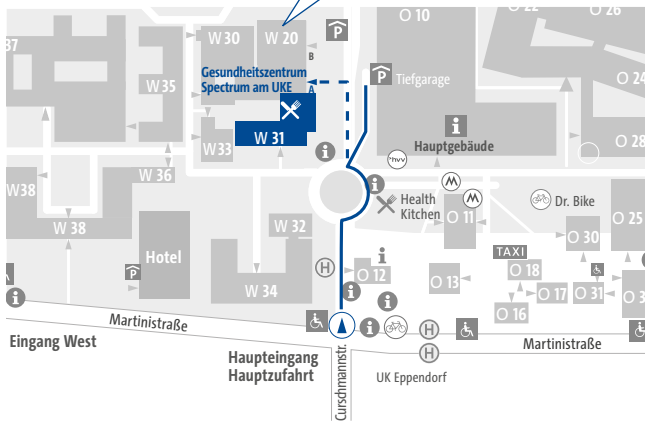 W 30
W 20
O 10
O 22
O 26
37
B
Gesundheitszentrum
Spectrum am UKE
A
P
P
Tiefgarage
O 24
W 35
W 31
W 33
i
Hauptgebäude
O 28
hvv
i
W 36
W38
i
Health
Kitchen
Dr. Bike
O 11
O 25
W 38
W 32
O 30
Hotel
P
H
i
TAXI
O 12
O 13
O 18
O 17
O 31
O 3
W 34
O 16
i
i
i
Martinistraße
i
H
Martinistraße
Eingang West
Haupteingang
Hauptzufahrt
Curschmannstr.
H
UK Eppendorf